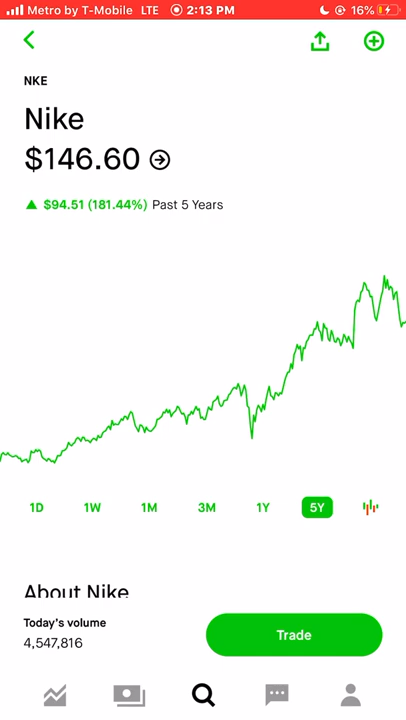 Metro by T-Mobile LTE 2:13 PM 16%
NKE
Nike
$146.60
$94.51 (181.44%) Past 5 Years
1D 1W 1M 3M 1Y 5Y
About Nike
Today's volume
4,547,816
Trade